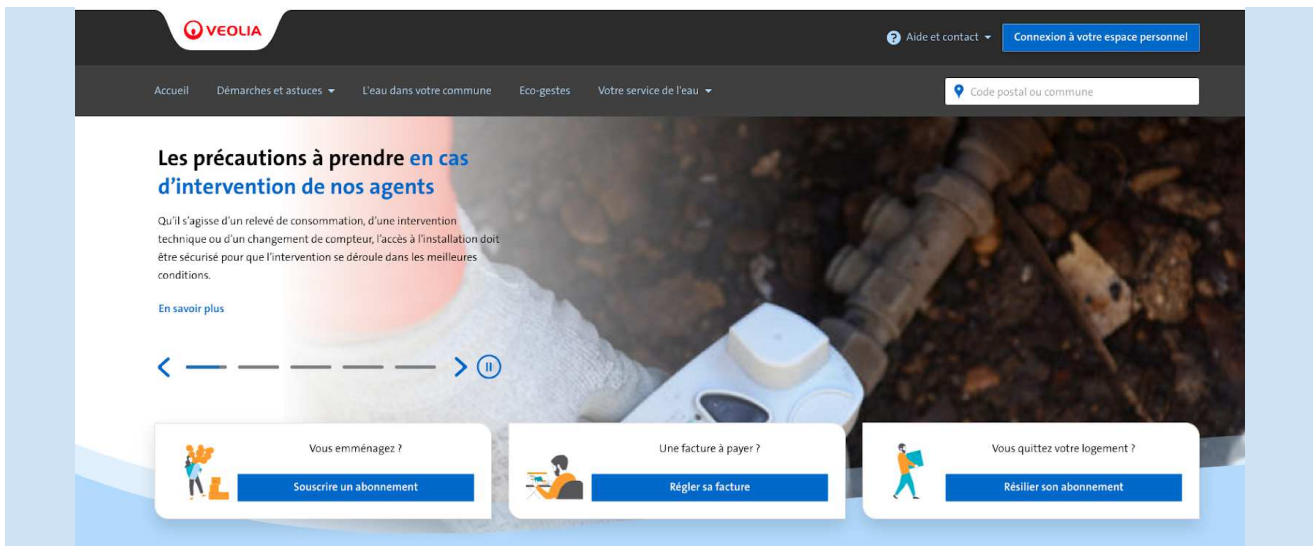 VEOLIA
? Aide et contact
Connexion à votre espace personnel
Accueil
Démarches et astuces
L'eau dans votre commune
Eco-gestes
Votre service de l'eau
Code postal ou commune
Les précautions à prendre en cas
d'intervention de nos agents
Qu'il s'agisse d'un relevé de consommation, d'une intervention
technique ou d'un changement de compteur, l'accès à l'installation doit
être sécurisé pour que l'intervention se déroule dans les meilleures
conditions.
En savoir plus
Vous emménagez ?
Souscrire un abonnement
Une facture à payer ?
Régler sa facture
Vous quittez votre logement ?
Résilier son abonnement